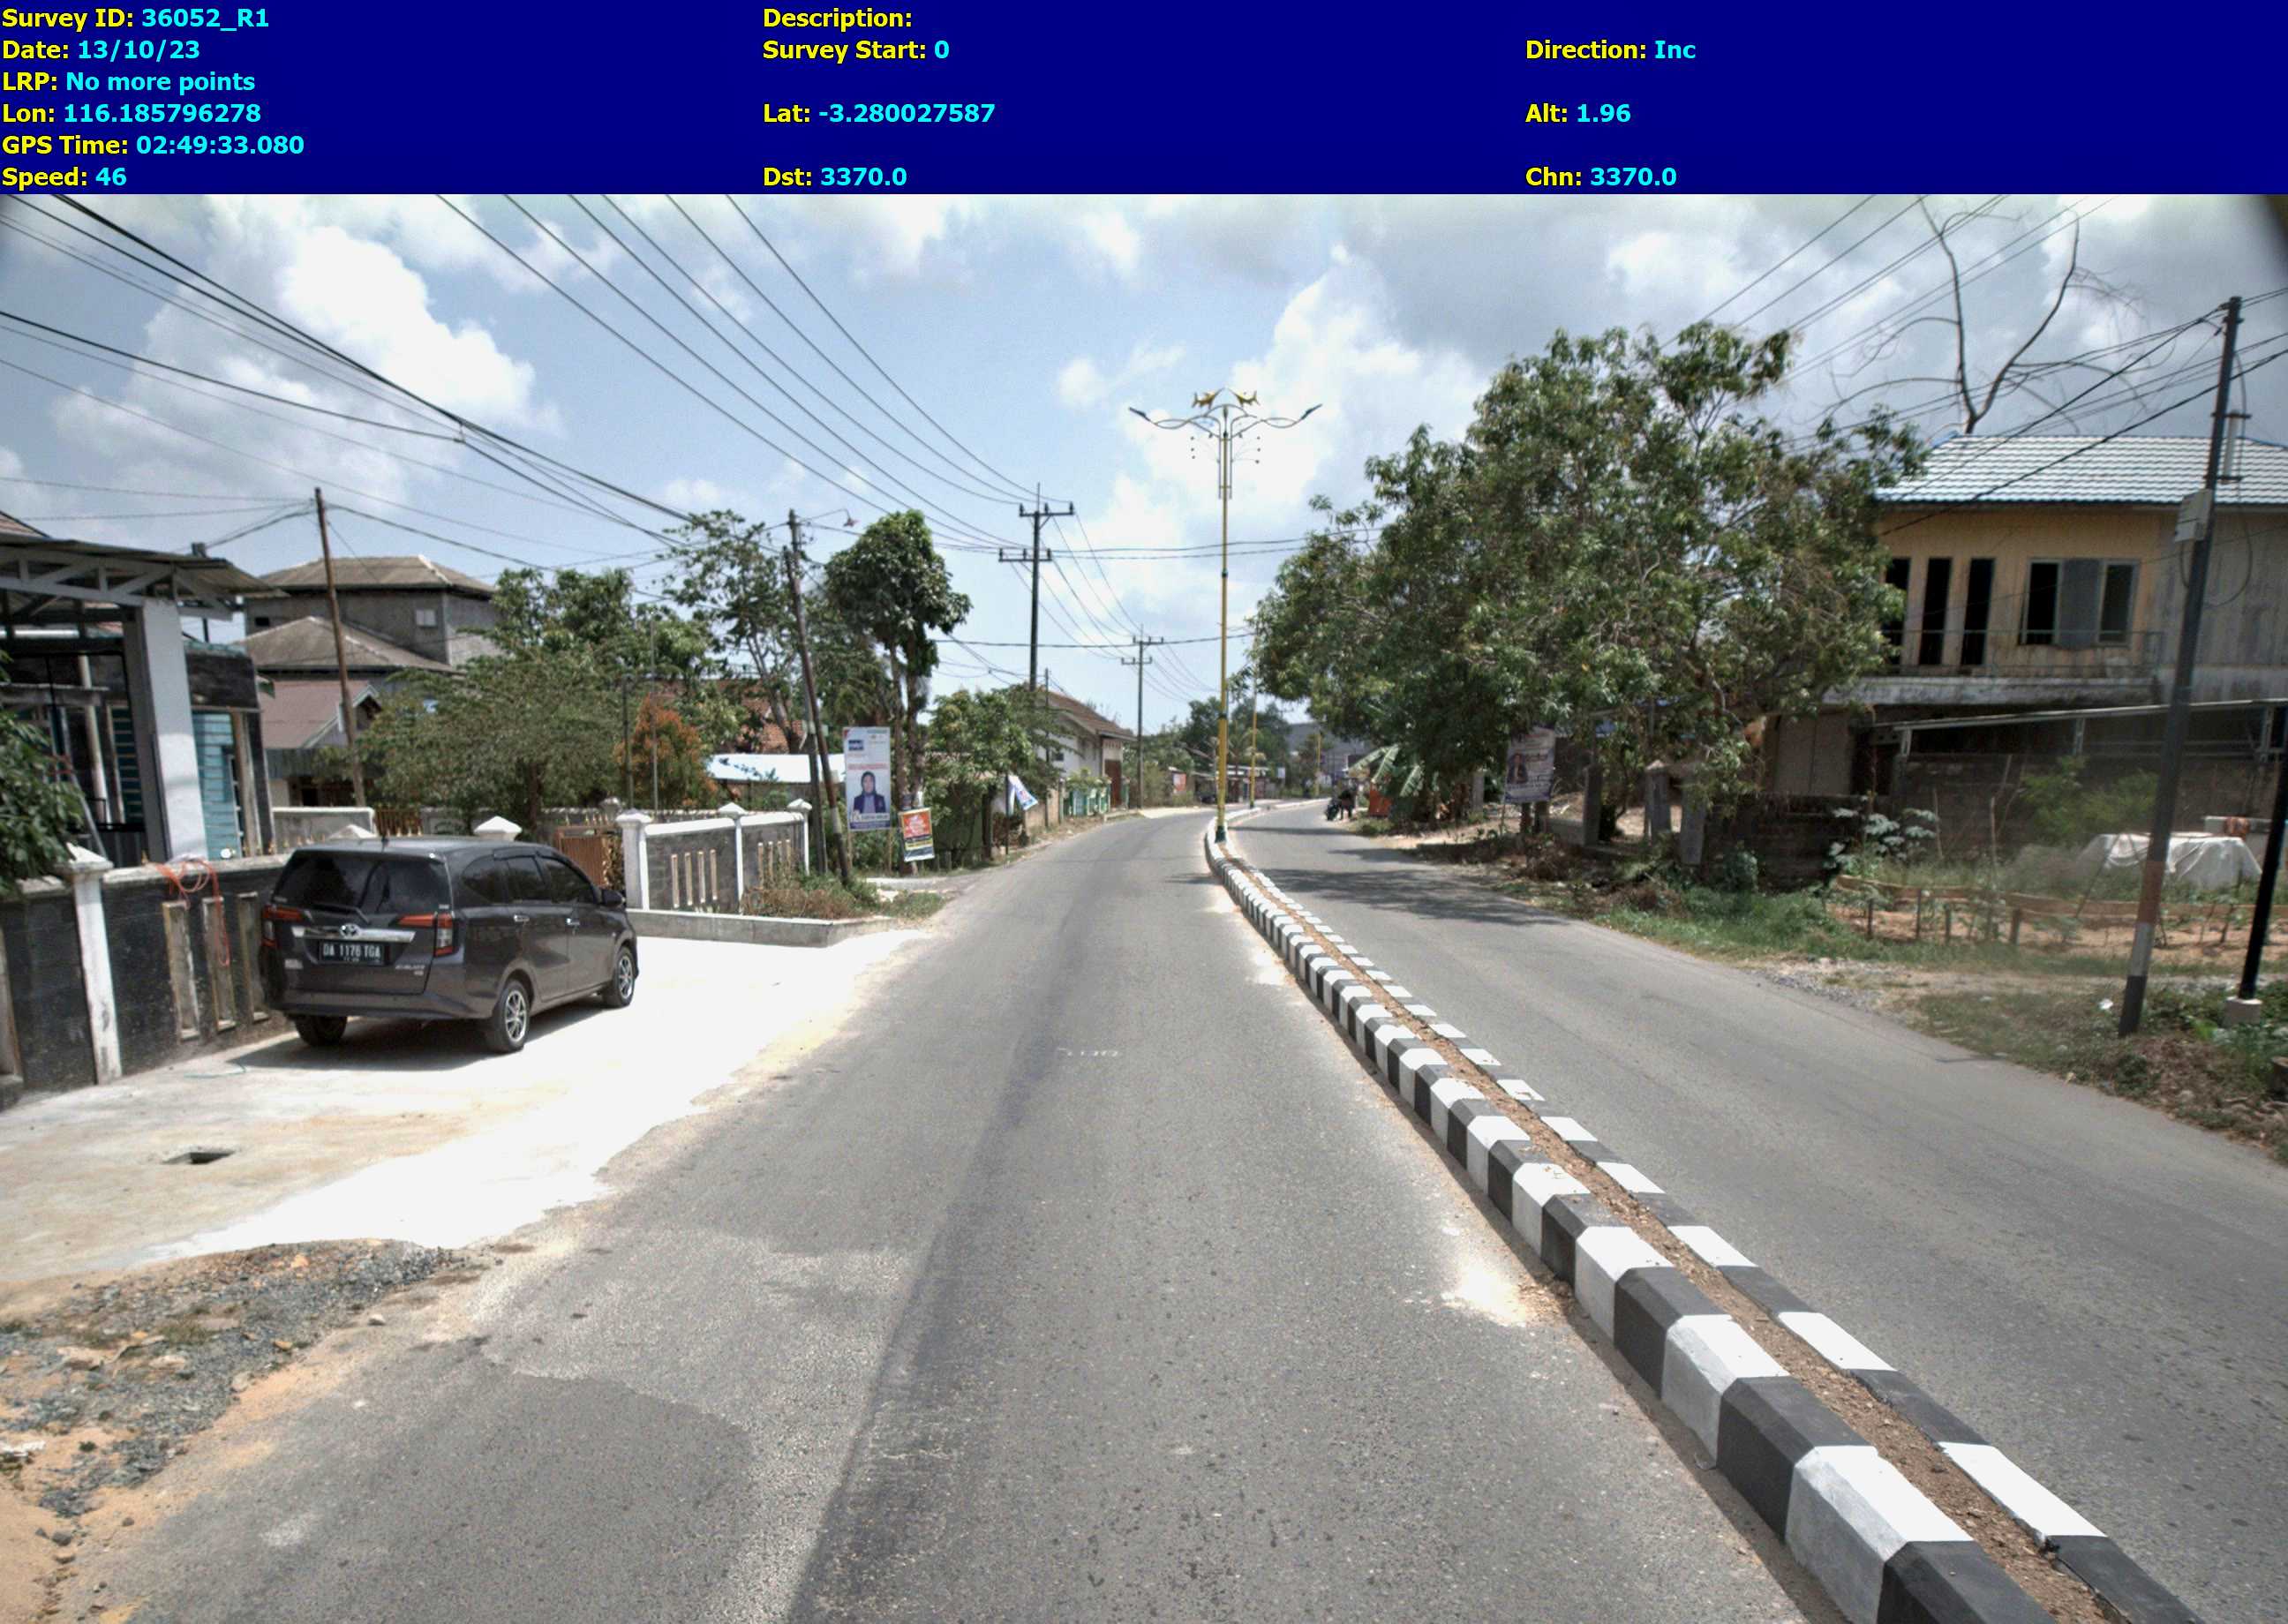 Survey ID: 36052_R1
Description:
Date: 13/10/23
Survey Start: 0
Direction: Inc
LRP: No more points
Lon: 116.185796278
Lat: -3.280027587
Alt: 1.96
GPS Time: 02:49:33.080
Speed: 46
Dst: 3370.0
Chn: 3370.0
DA 1176 TGA